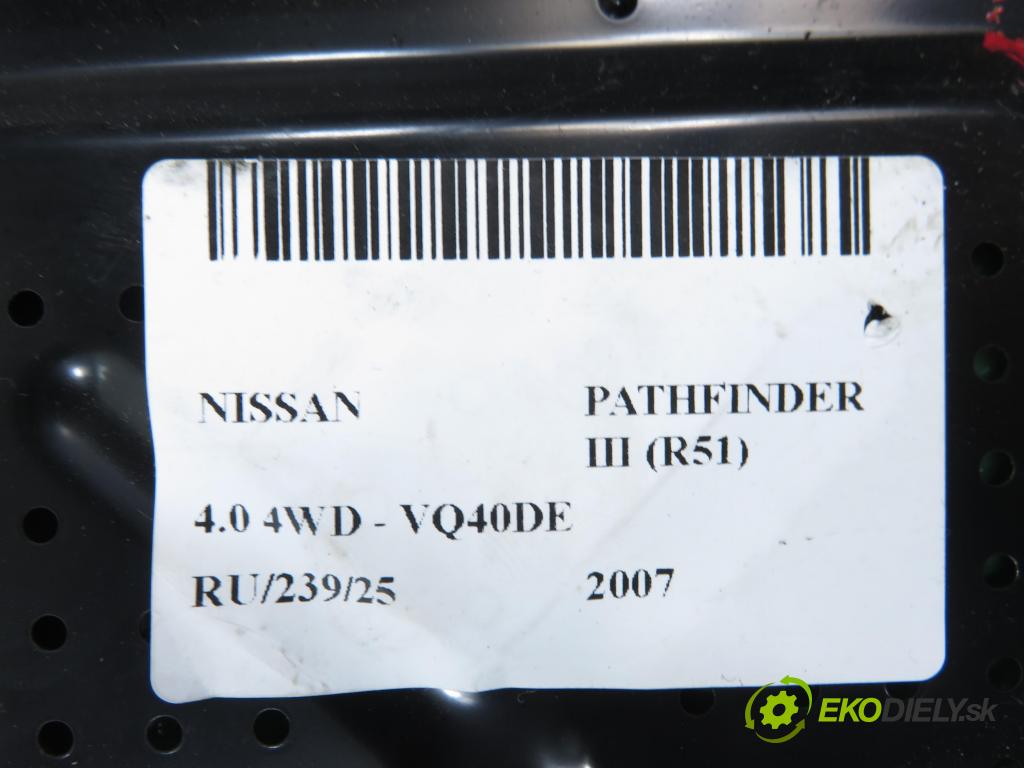 NISSAN PATHFINDER
III (R51)
4.0 4WD - VQ40DE
RU/239/25 2007
EKODIELY.sk